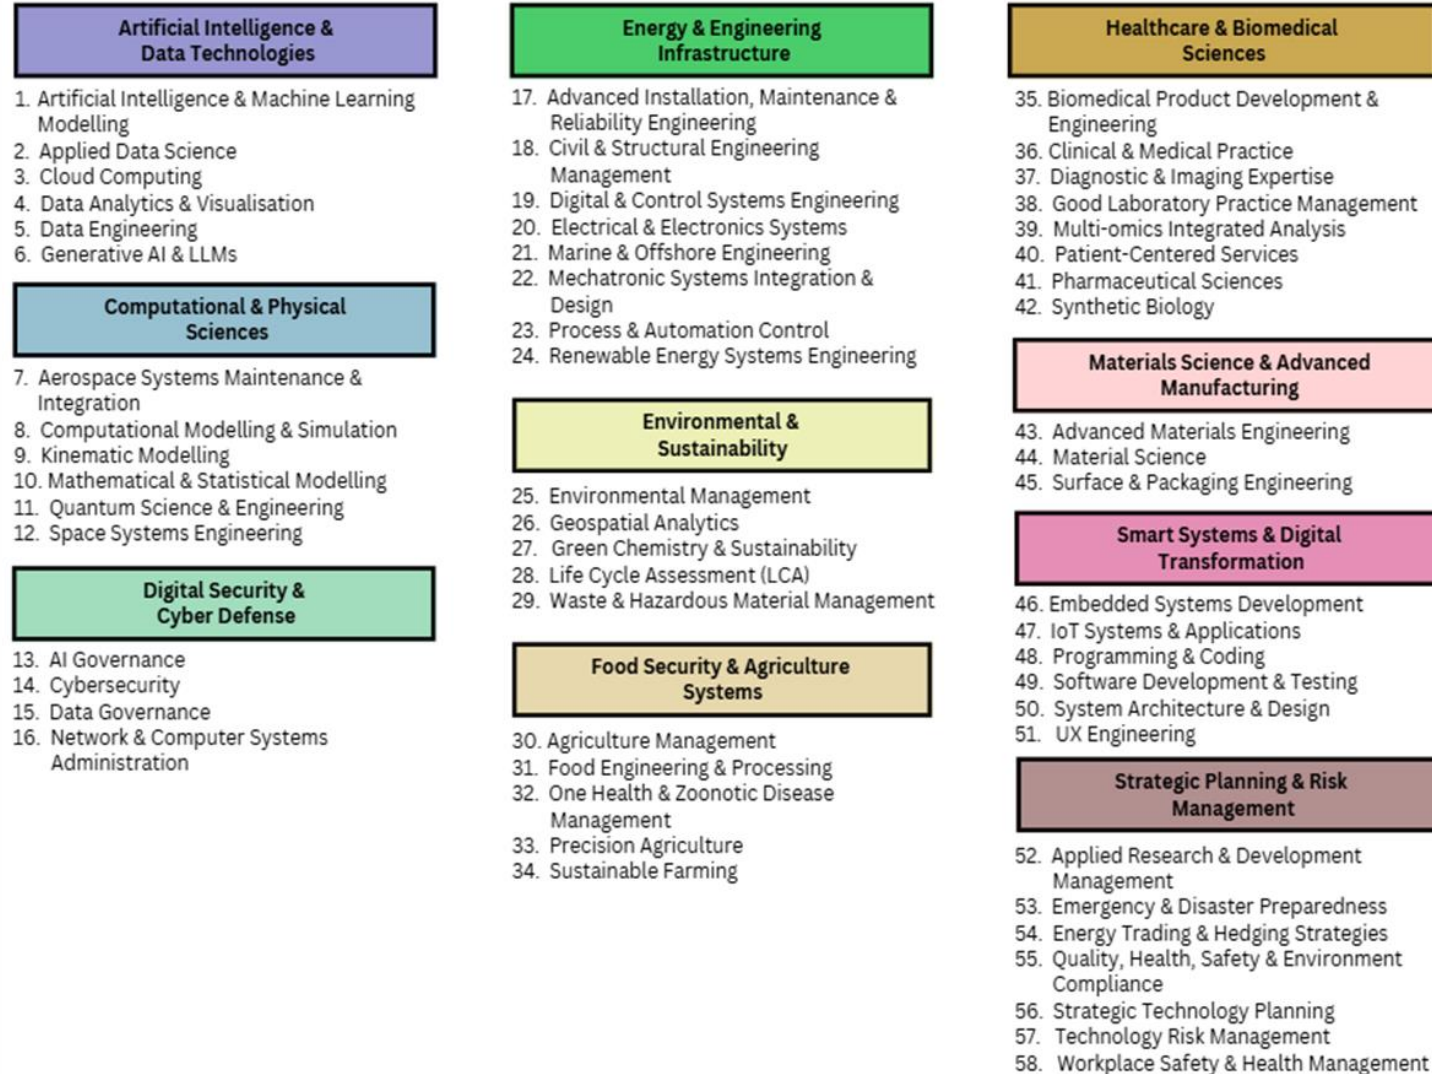 Artificial Intelligence &
Data Technologies
1. Artificial Intelligence & Machine Learning
Modelling
2. Applied Data Science
3. Cloud Computing
4. Data Analytics & Visualisation
5. Data Engineering
6. Generative AI & LLMs
Computational & Physical
Sciences
7. Aerospace Systems Maintenance &
Integration
8. Computational Modelling & Simulation
9. Kinematic Modelling
10. Mathematical & Statistical Modelling
11. Quantum Science & Engineering
12. Space Systems Engineering
Digital Security &
Cyber Defense
13. AI Governance
14. Cybersecurity
15. Data Governance
16. Network & Computer Systems
Administration
Energy & Engineering
Infrastructure
17. Advanced Installation, Maintenance &
Reliability Engineering
18. Civil & Structural Engineering
Management
19. Digital & Control Systems Engineering
20. Electrical & Electronics Systems
21. Marine & Offshore Engineering
22. Mechatronic Systems Integration &
Design
23. Process & Automation Control
24. Renewable Energy Systems Engineering
Environmental &
Sustainability
25. Environmental Management
26. Geospatial Analytics
27. Green Chemistry & Sustainability
28. Life Cycle Assessment (LCA)
29. Waste & Hazardous Material Management
Food Security & Agriculture
Systems
30. Agriculture Management
31. Food Engineering & Processing
32. One Health & Zoonotic Disease
Management
33. Precision Agriculture
34. Sustainable Farming
Healthcare & Biomedical
Sciences
35. Biomedical Product Development &
Engineering
36. Clinical & Medical Practice
37. Diagnostic & Imaging Expertise
38. Good Laboratory Practice Management
39. Multi-omics Integrated Analysis
40. Patient-Centered Services
41. Pharmaceutical Sciences
42. Synthetic Biology
Materials Science & Advanced
Manufacturing
43. Advanced Materials Engineering
44. Material Science
45. Surface & Packaging Engineering
Smart Systems & Digital
Transformation
46. Embedded Systems Development
47. IoT Systems & Applications
48. Programming & Coding
49. Software Development & Testing
50. System Architecture & Design
51. UX Engineering
Strategic Planning & Risk
Management
52. Applied Research & Development
Management
53. Emergency & Disaster Preparedness
54. Energy Trading & Hedging Strategies
55. Quality, Health, Safety & Environment
Compliance
56. Strategic Technology Planning
57. Technology Risk Management
58. Workplace Safety & Health Management